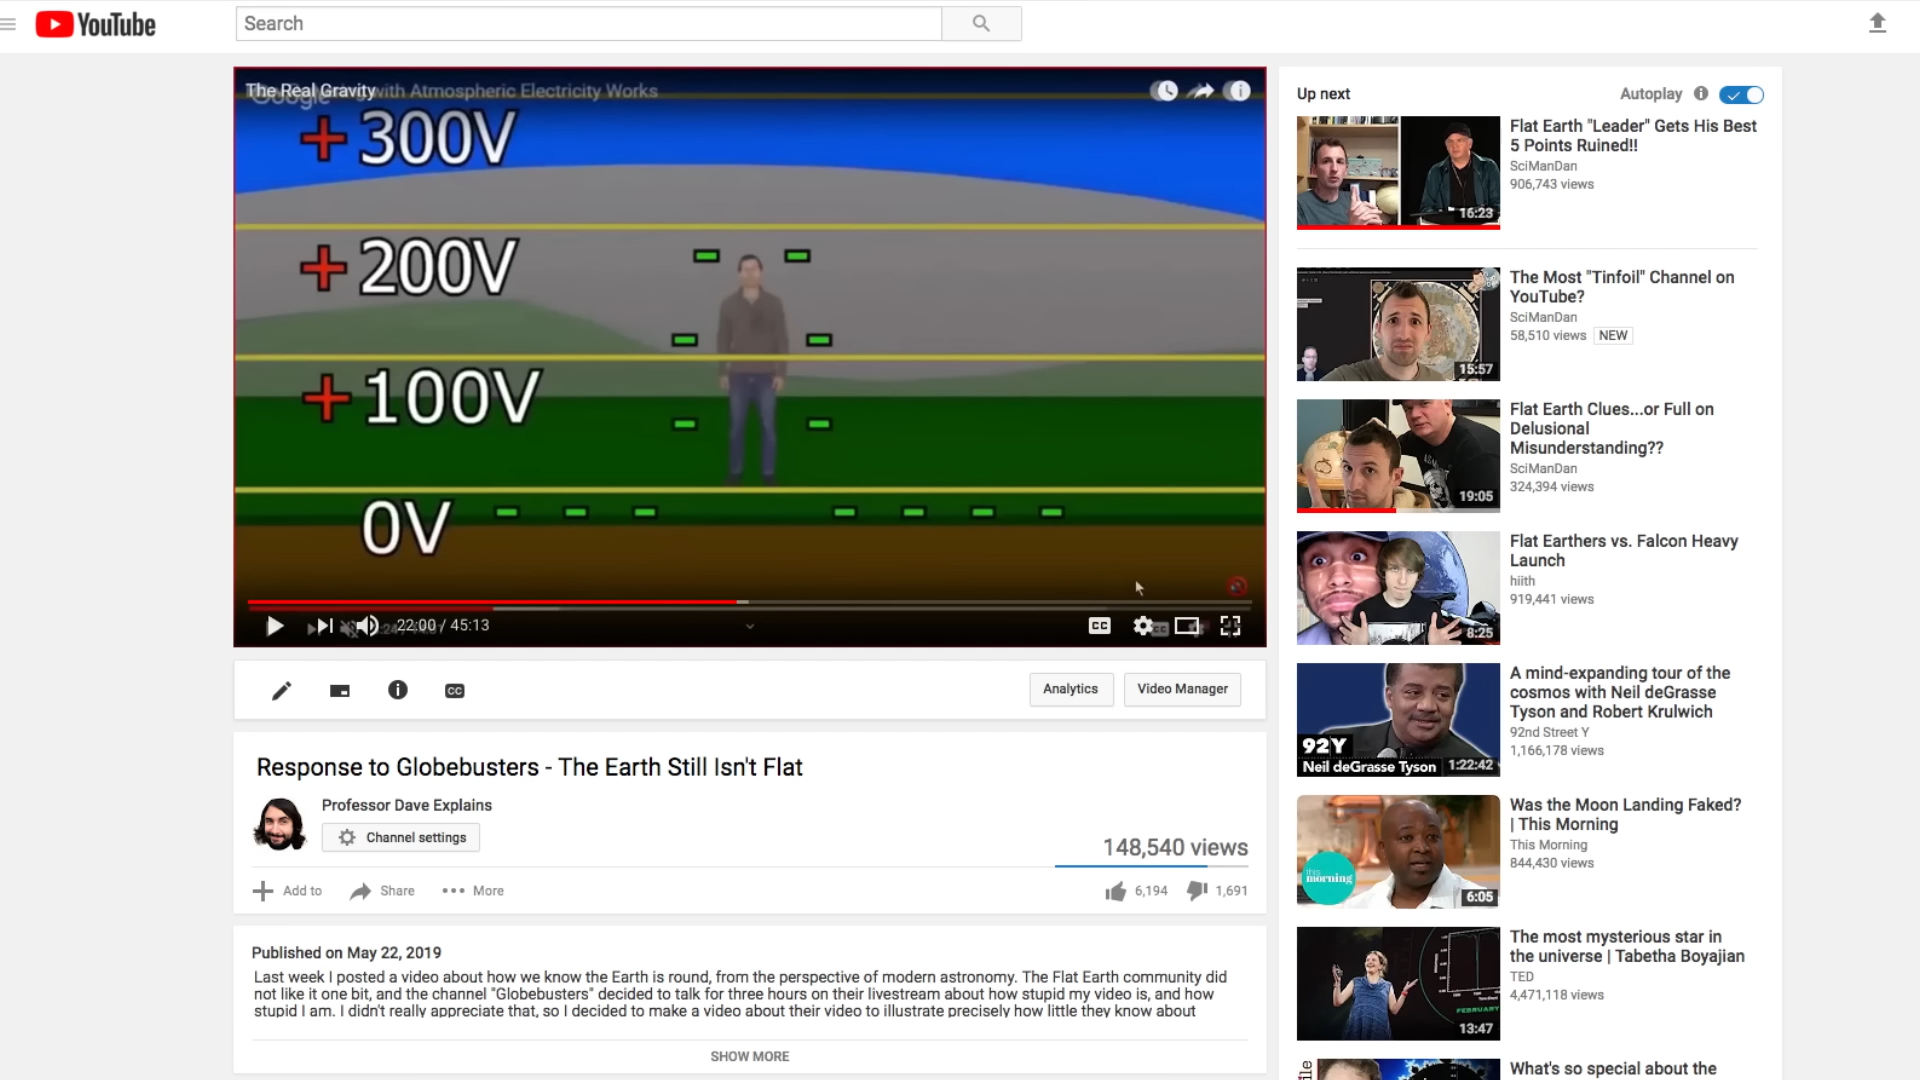 YouTube
Search
The Real Gravity
with Atmospheric Electricity Works
Google
+300V
+200V
+100V
0V
22:00 / 45:13
CC
Analytics
Video Manager
Response to Globebusters - The Earth Still Isn't Flat
Professor Dave Explains
Channel settings
148,540 views
Add to
Share
More
6,194
1,691
Published on May 22, 2019
Last week I posted a video about how we know the Earth is round, from the perspective of modern astronomy. The Flat Earth community did
not like it one bit, and the channel "Globebusters" decided to talk for three hours on their livestream about how stupid my video is, and how
stupid I am. I didn't really appreciate that, so I decided to make a video about their video to illustrate precisely how little they know about
SHOW MORE
Up next
Autoplay
16:23
Flat Earth "Leader" Gets His Best
5 Points Ruined!!
SciManDan
906,743 views
15:57
The Most "Tinfoil" Channel on
YouTube?
SciManDan
58,510 views NEW
19:05
Flat Earth Clues...or Full on
Delusional
Misunderstanding??
SciManDan
324,394 views
8:25
Flat Earthers vs. Falcon Heavy
Launch
hiith
919,441 views
92Y
Neil deGrasse Tyson
1:22:42
A mind-expanding tour of the
cosmos with Neil deGrasse
Tyson and Robert Krulwich
92nd Street Y
1,166,178 views
this
morning
6:05
Was the Moon Landing Faked?
| This Morning
This Morning
844,430 views
FEBRUARY
13:47
The most mysterious star in
the universe | Tabetha Boyajian
TED
4,471,118 views
What's so special about the